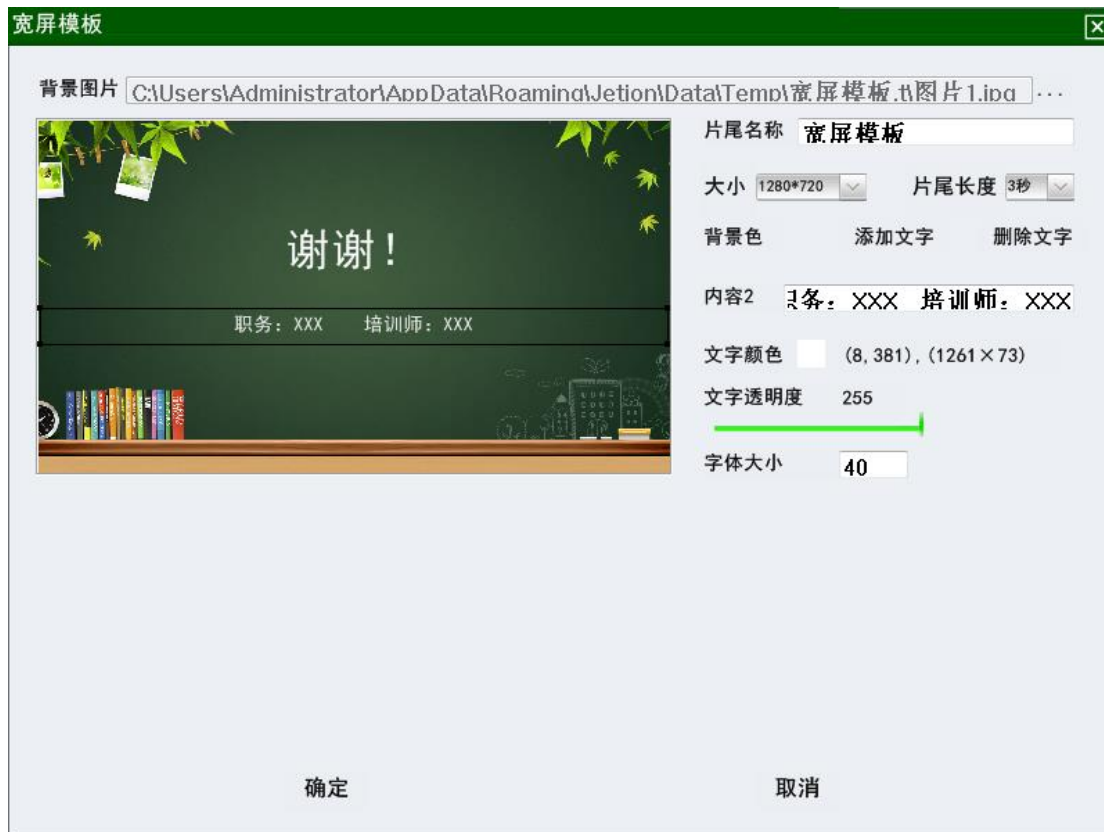 宽屏模板
背景图片 C:\Users\Administrator\AppData\Roaming\Jetion\Data\Temp\宽屏模板.t\图片1.jpg ...
片尾名称 宽屏模板
大小 1280*720 片尾长度 3秒
背景色 添加文字 删除文字
谢谢!
内容2 职务: XXX 培训师: XXX
职务: XXX 培训师: XXX
文字颜色 (8,381),(1261×73)
文字透明度 255
字体大小 40
确定 取消